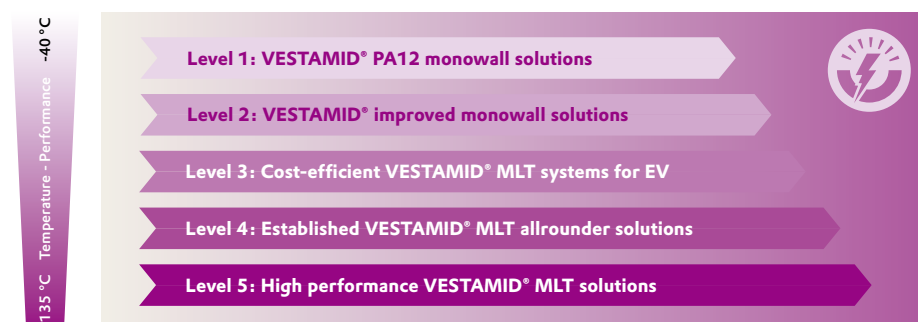 -40 °C
Temperature - Performance
135 °C
Level 1: VESTAMID® PA12 monowall solutions
Level 2: VESTAMID® improved monowall solutions
Level 3: Cost-efficient VESTAMID® MLT systems for EV
Level 4: Established VESTAMID® MLT allrounder solutions
Level 5: High performance VESTAMID® MLT solutions